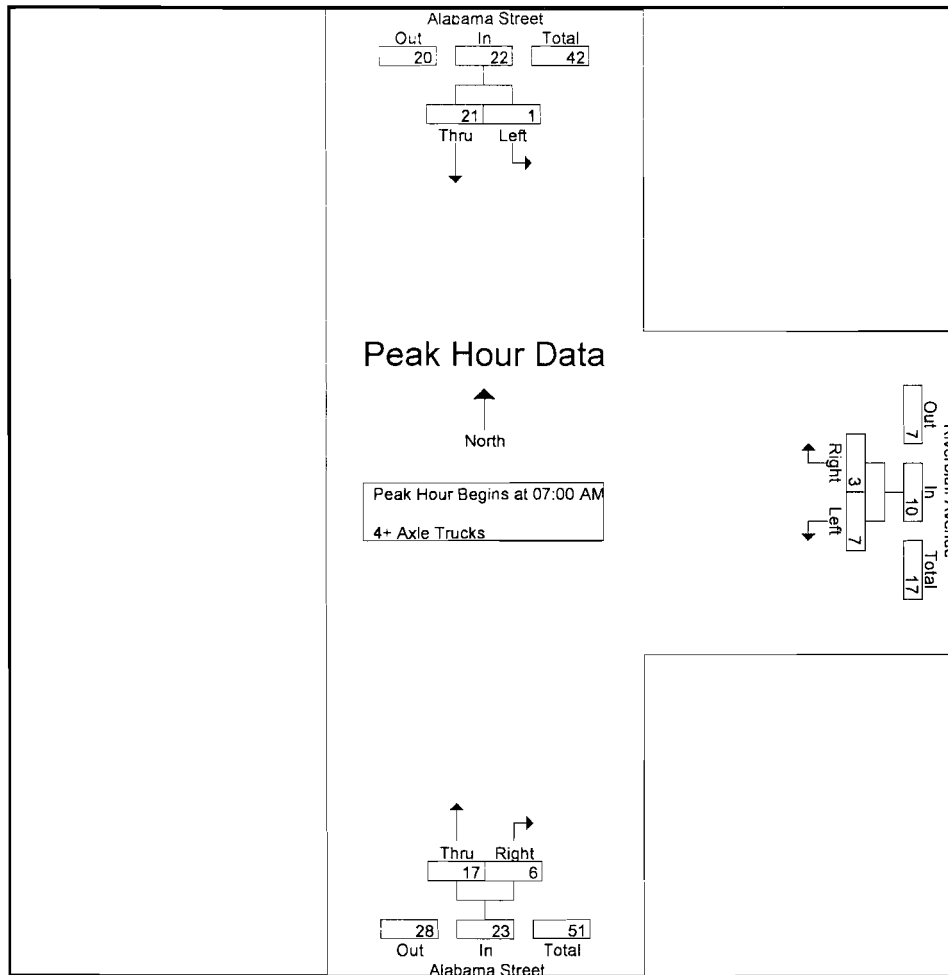 Alabama Street
Out In Total
20 22 42
21 1
Thru Left
Peak Hour Data
North
Peak Hour Begins at 07:00 AM
4+ Axle Trucks
Out In Total
7 10 17
3 7
Right Left
Thru Right
17 6
28 23 51
Out In Total
Alabama Street